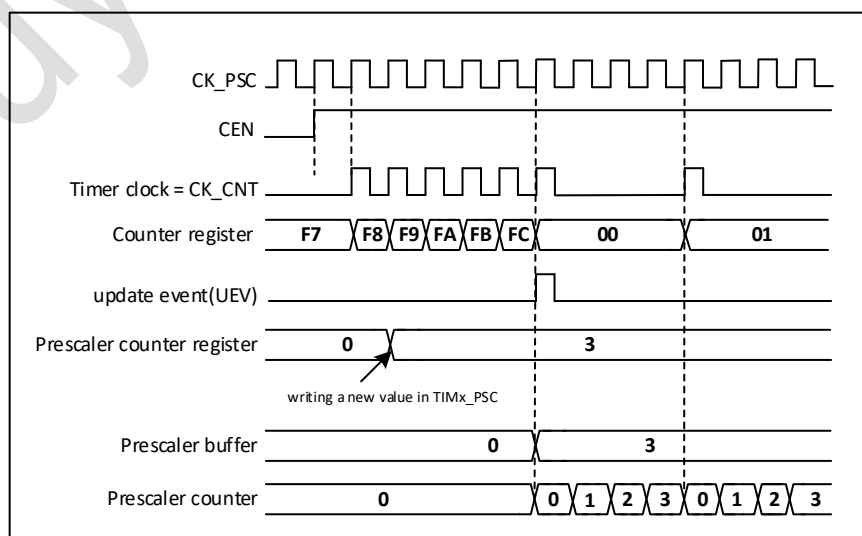 CK_PSC
CEN
Timer clock = CK_CNT
Counter register F7 F8 F9 FA FB FC 00 01
update event(UEV)
Prescaler counter register 0 3
writing a new value in TIMx_PSC
Prescaler buffer 0 3
Prescaler counter 0 0 1 2 3 0 1 2 3